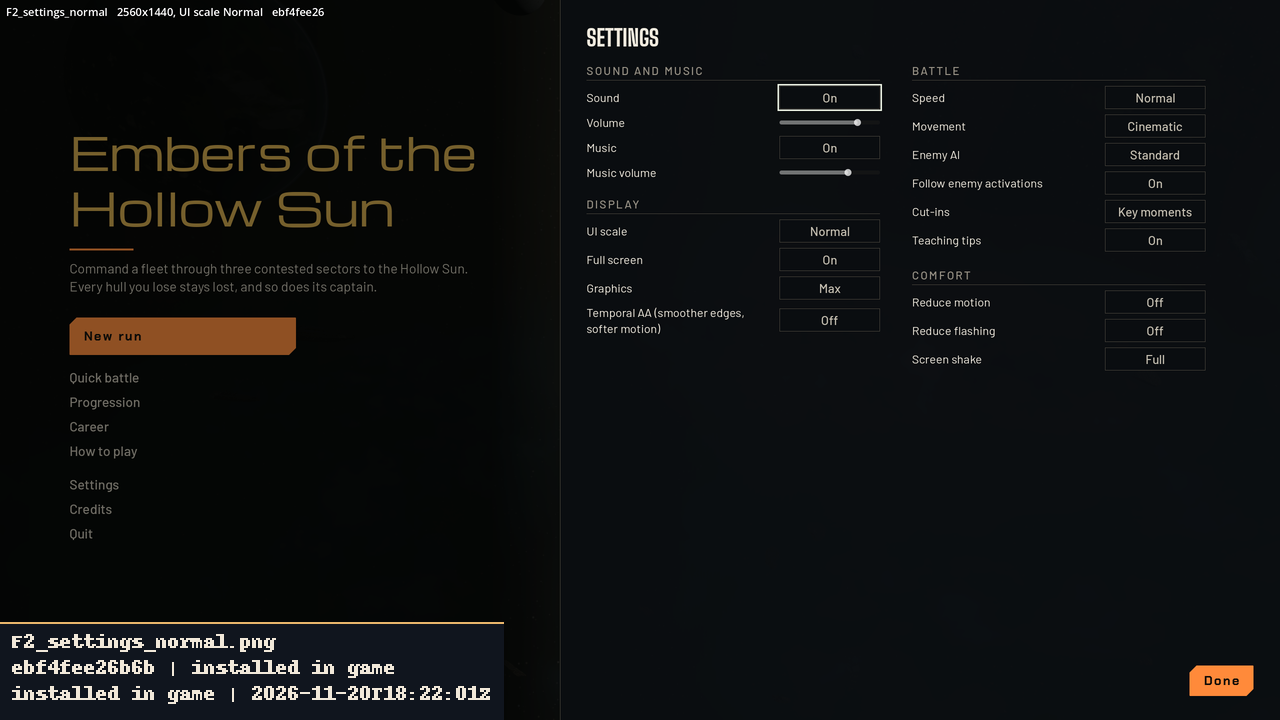 F2_settings_normal 2560x1440, UI scale Normal ebf4fee26
Embers of the
Hollow Sun
Command a fleet through three contested sectors to the Hollow Sun.
Every hull you lose stays lost, and so does its captain.
New run
Quick battle
Progression
Career
How to play
Settings
Credits
Quit
SETTINGS
SOUND AND MUSIC
Sound On
Volume
Music On
Music volume
DISPLAY
UI scale Normal
Full screen On
Graphics Max
Temporal AA (smoother edges,
softer motion) Off
BATTLE
Speed Normal
Movement Cinematic
Enemy AI Standard
Follow enemy activations On
Cut-ins Key moments
Teaching tips On
COMFORT
Reduce motion Off
Reduce flashing Off
Screen shake Full
Done
F2_settings_normal.png
ebf4fee26b6b | installed in game
installed in game | 2026-11-20T18:22:01Z